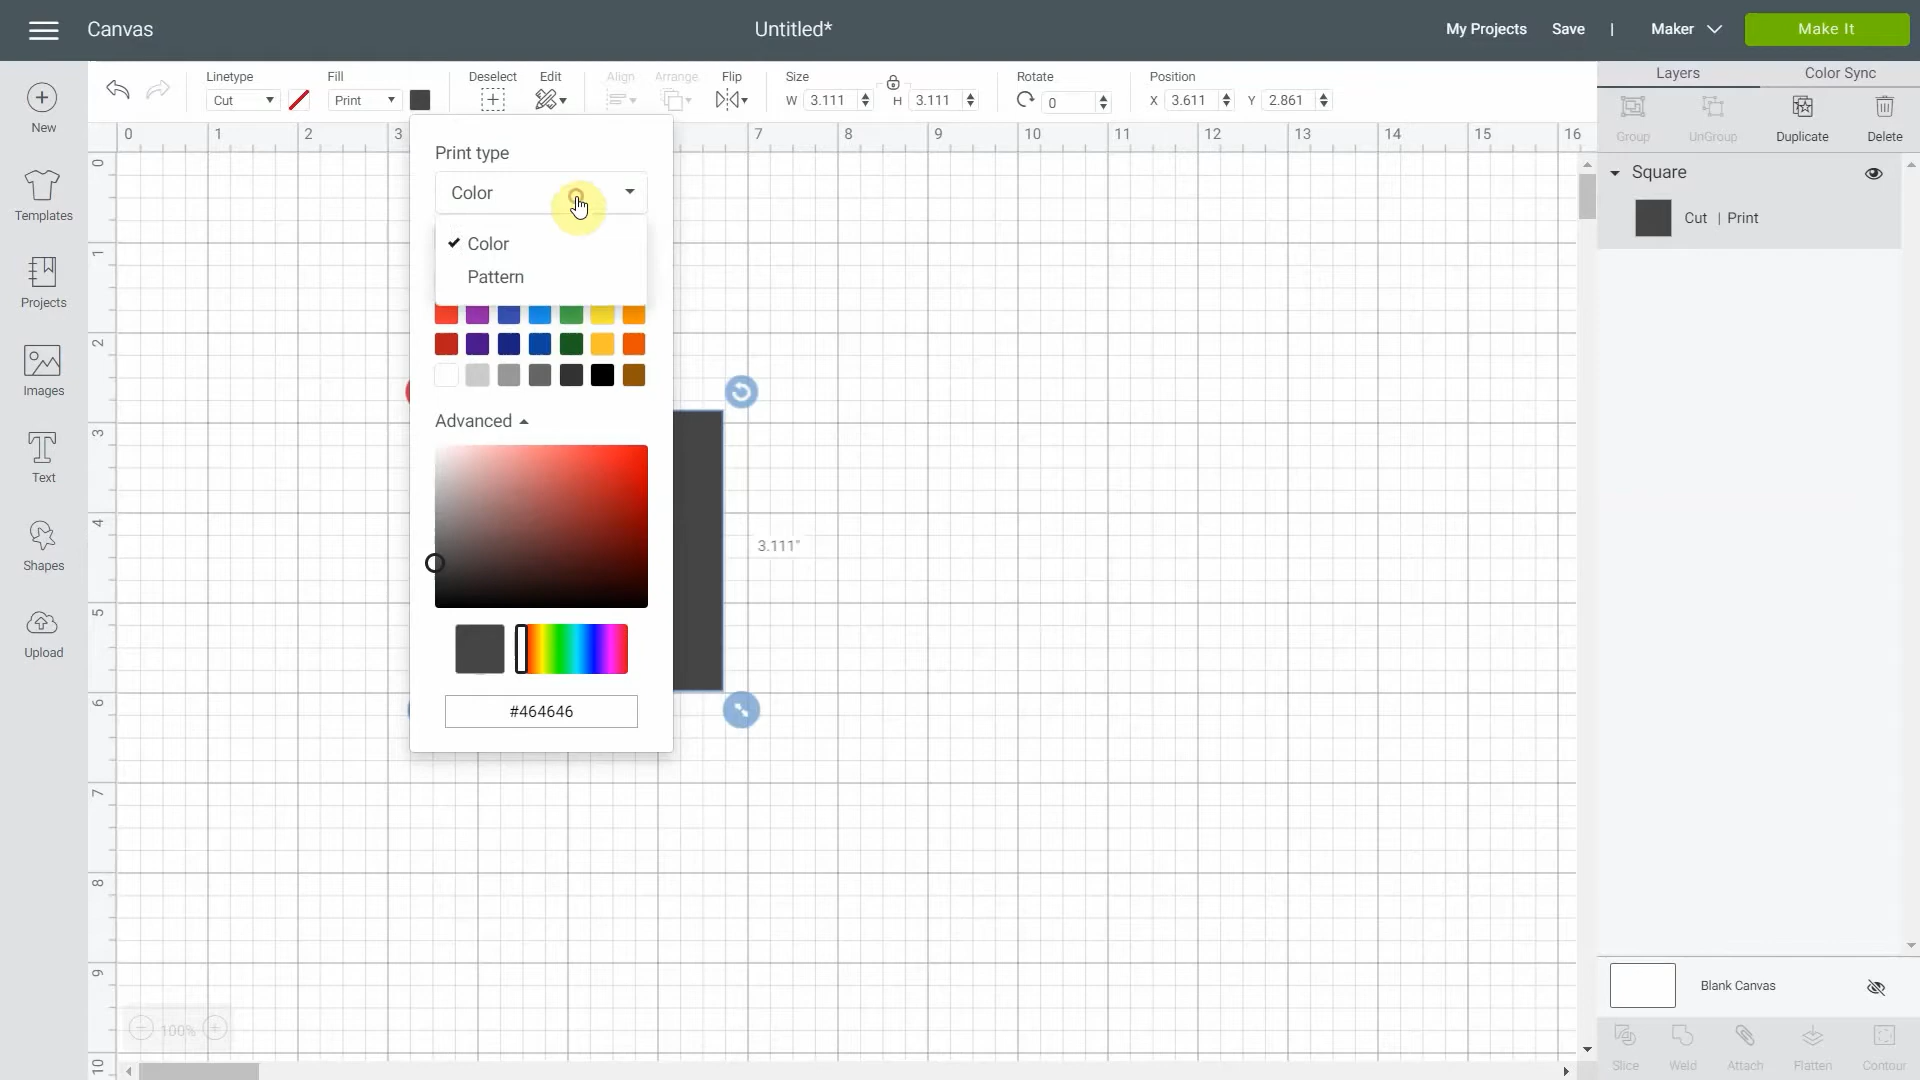 Canvas
Untitled*
My Projects
Save
|
Maker
Make It
New
Templates
Projects
Images
Text
Shapes
Upload
Linetype
Cut
Fill
Print
Deselect
Edit
Align
Arrange
Flip
Size
W 3.111
H 3.111
Rotate
0
Position
X 3.611
Y 2.861
0 1 2 3 7 8 9 10 11 12 13 14 15 16
0
1
2
3
4
5
6
7
8
9
10
Print type
Color
Color
Pattern
Advanced
#464646
3.111"
100%
Layers
Color Sync
Group
UnGroup
Duplicate
Delete
Square
Cut | Print
Blank Canvas
Slice
Weld
Attach
Flatten
Contour